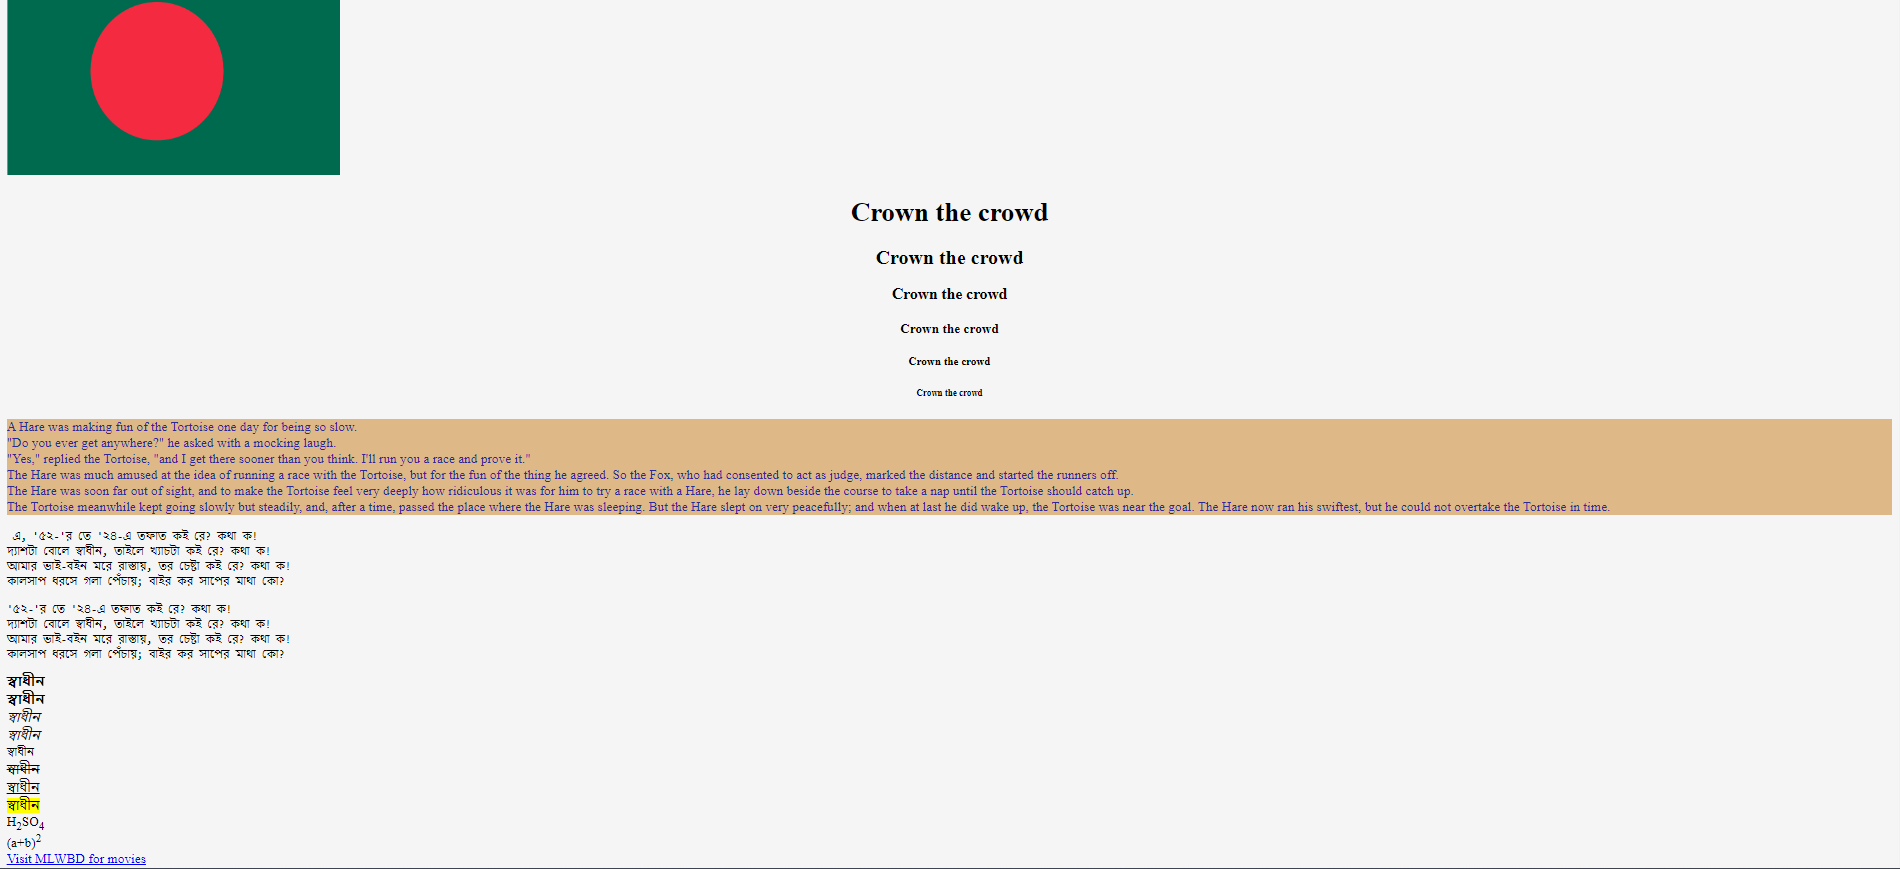 Crown the crowd
Crown the crowd
Crown the crowd
Crown the crowd
Crown the crowd
Crown the crowd
A Hare was making fun of the Tortoise one day for being so slow.
"Do you ever get anywhere?" he asked with a mocking laugh.
"Yes," replied the Tortoise, "and I get there sooner than you think. I'll run you a race and prove it."
The Hare was much amused at the idea of running a race with the Tortoise, but for the fun of the thing he agreed. So the Fox, who had consented to act as judge, marked the distance and started the runners off.
The Hare was soon far out of sight, and to make the Tortoise feel very deeply how ridiculous it was for him to try a race with a Hare, he lay down beside the course to take a nap until the Tortoise should catch up.
The Tortoise meanwhile kept going slowly but steadily, and, after a time, passed the place where the Hare was sleeping. But the Hare slept on very peacefully; and when at last he did wake up, the Tortoise was near the goal. The Hare now ran his swiftest, but he could not overtake the Tortoise in time.
এ, '৫২-'র তে '২৪-এ তফাত কই রে? কথা ক!
দ্যাশটা বোলে স্বাধীন, তাইলে খ্যাচটা কই রে? কথা ক!
আমার ভাই-বইন মরে রাস্তায়, তর চেষ্টা কই রে? কথা ক!
কালসাপ ধরসে গলা পেঁচায়; বাইর কর সাপের মাথা কো?
'৫২-'র তে '২৪-এ তফাত কই রে? কথা ক!
দ্যাশটা বোলে স্বাধীন, তাইলে খ্যাচটা কই রে? কথা ক!
আমার ভাই-বইন মরে রাস্তায়, তর চেষ্টা কই রে? কথা ক!
কালসাপ ধরসে গলা পেঁচায়; বাইর কর সাপের মাথা কো?
স্বাধীন
স্বাধীন
স্বাধীন
স্বাধীন
স্বাধীন
স্বাধীন
স্বাধীন
স্বাধীন
H₂SO₄
(a+b)²
Visit MLWBD for movies